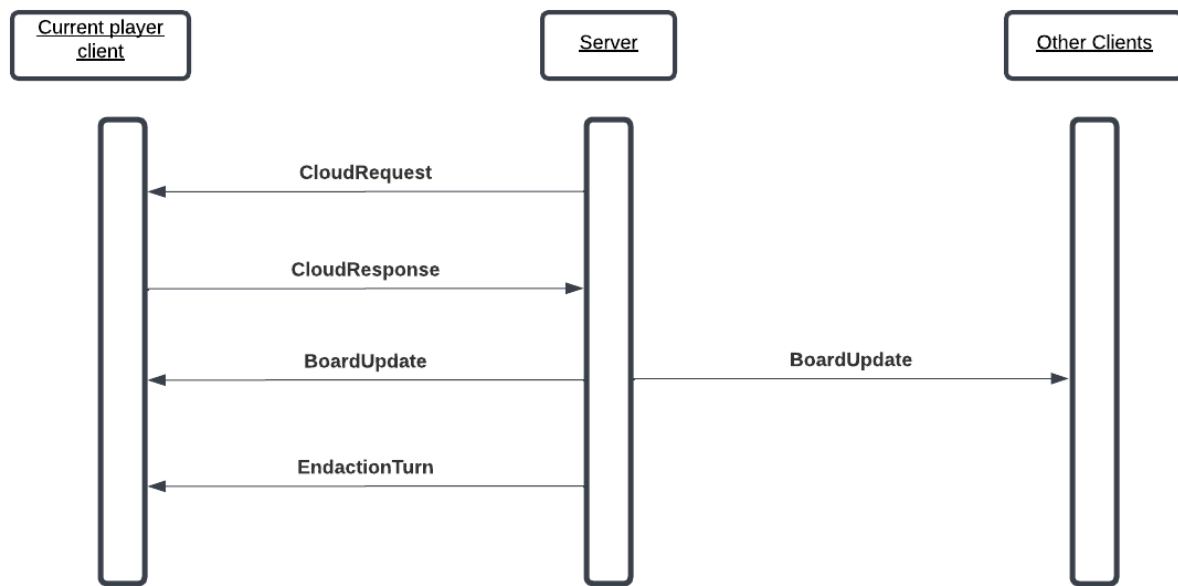 Current player
client
Server
Other Clients
CloudRequest
CloudResponse
BoardUpdate
BoardUpdate
EndactionTurn